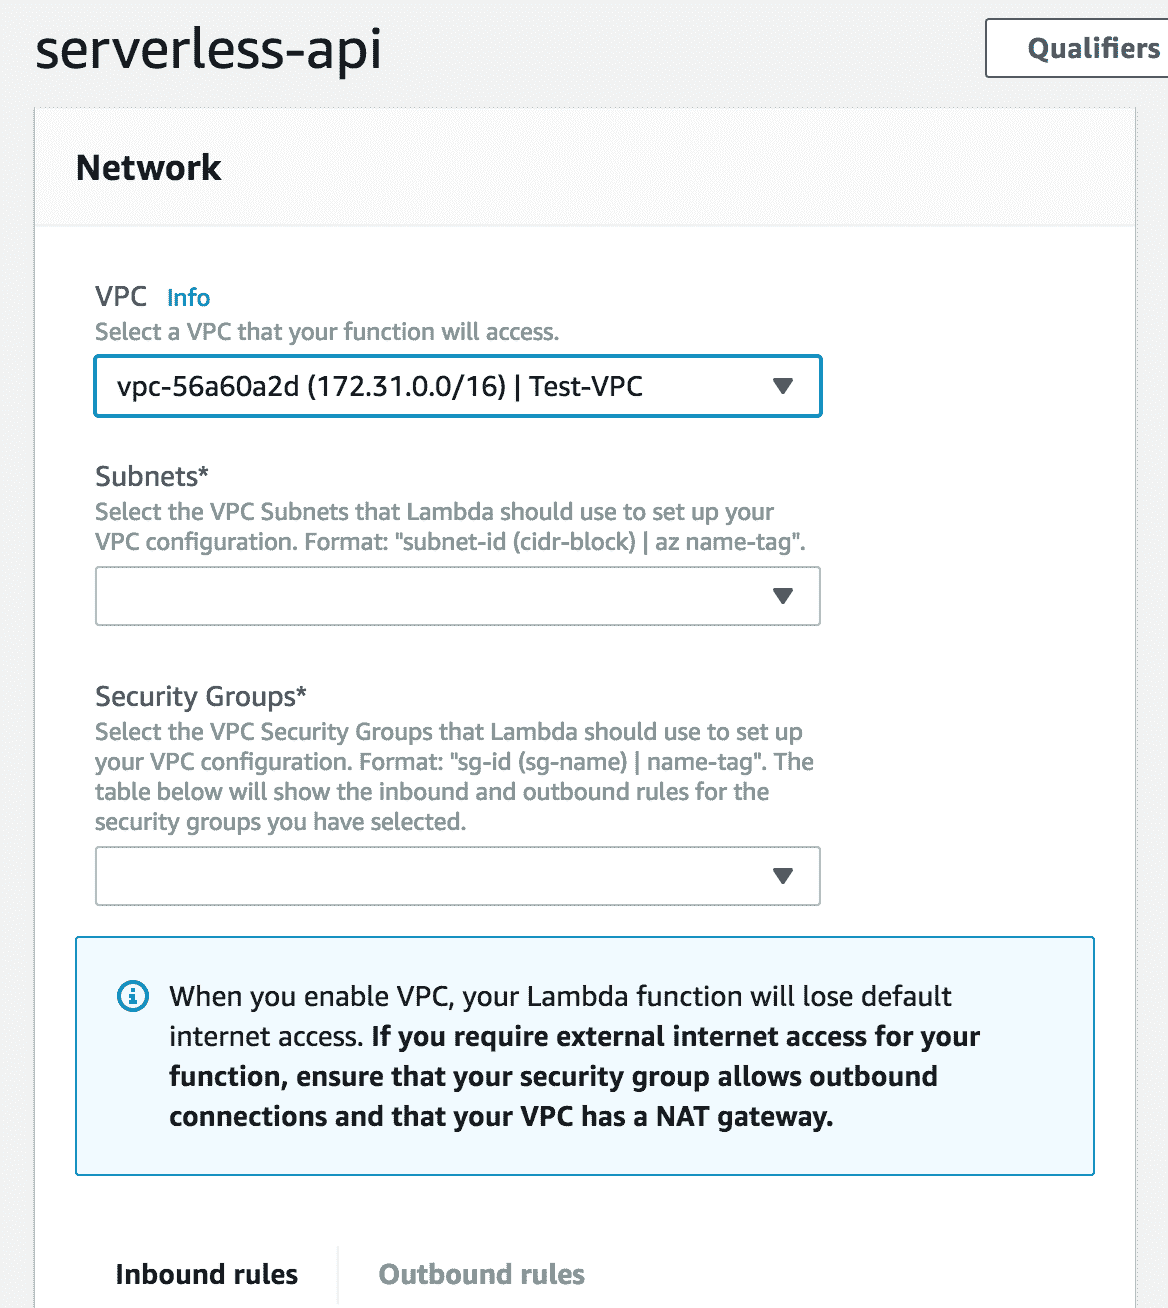 serverless-api
Qualifiers
Network
VPC Info
Select a VPC that your function will access.
vpc-56a60a2d (172.31.0.0/16) | Test-VPC
Subnets*
Select the VPC Subnets that Lambda should use to set up your
VPC configuration. Format: "subnet-id (cidr-block) | az name-tag".
Security Groups*
Select the VPC Security Groups that Lambda should use to set up
your VPC configuration. Format: "sg-id (sg-name) | name-tag". The
table below will show the inbound and outbound rules for the
security groups you have selected.
When you enable VPC, your Lambda function will lose default
internet access. If you require external internet access for your
function, ensure that your security group allows outbound
connections and that your VPC has a NAT gateway.
Inbound rules
Outbound rules